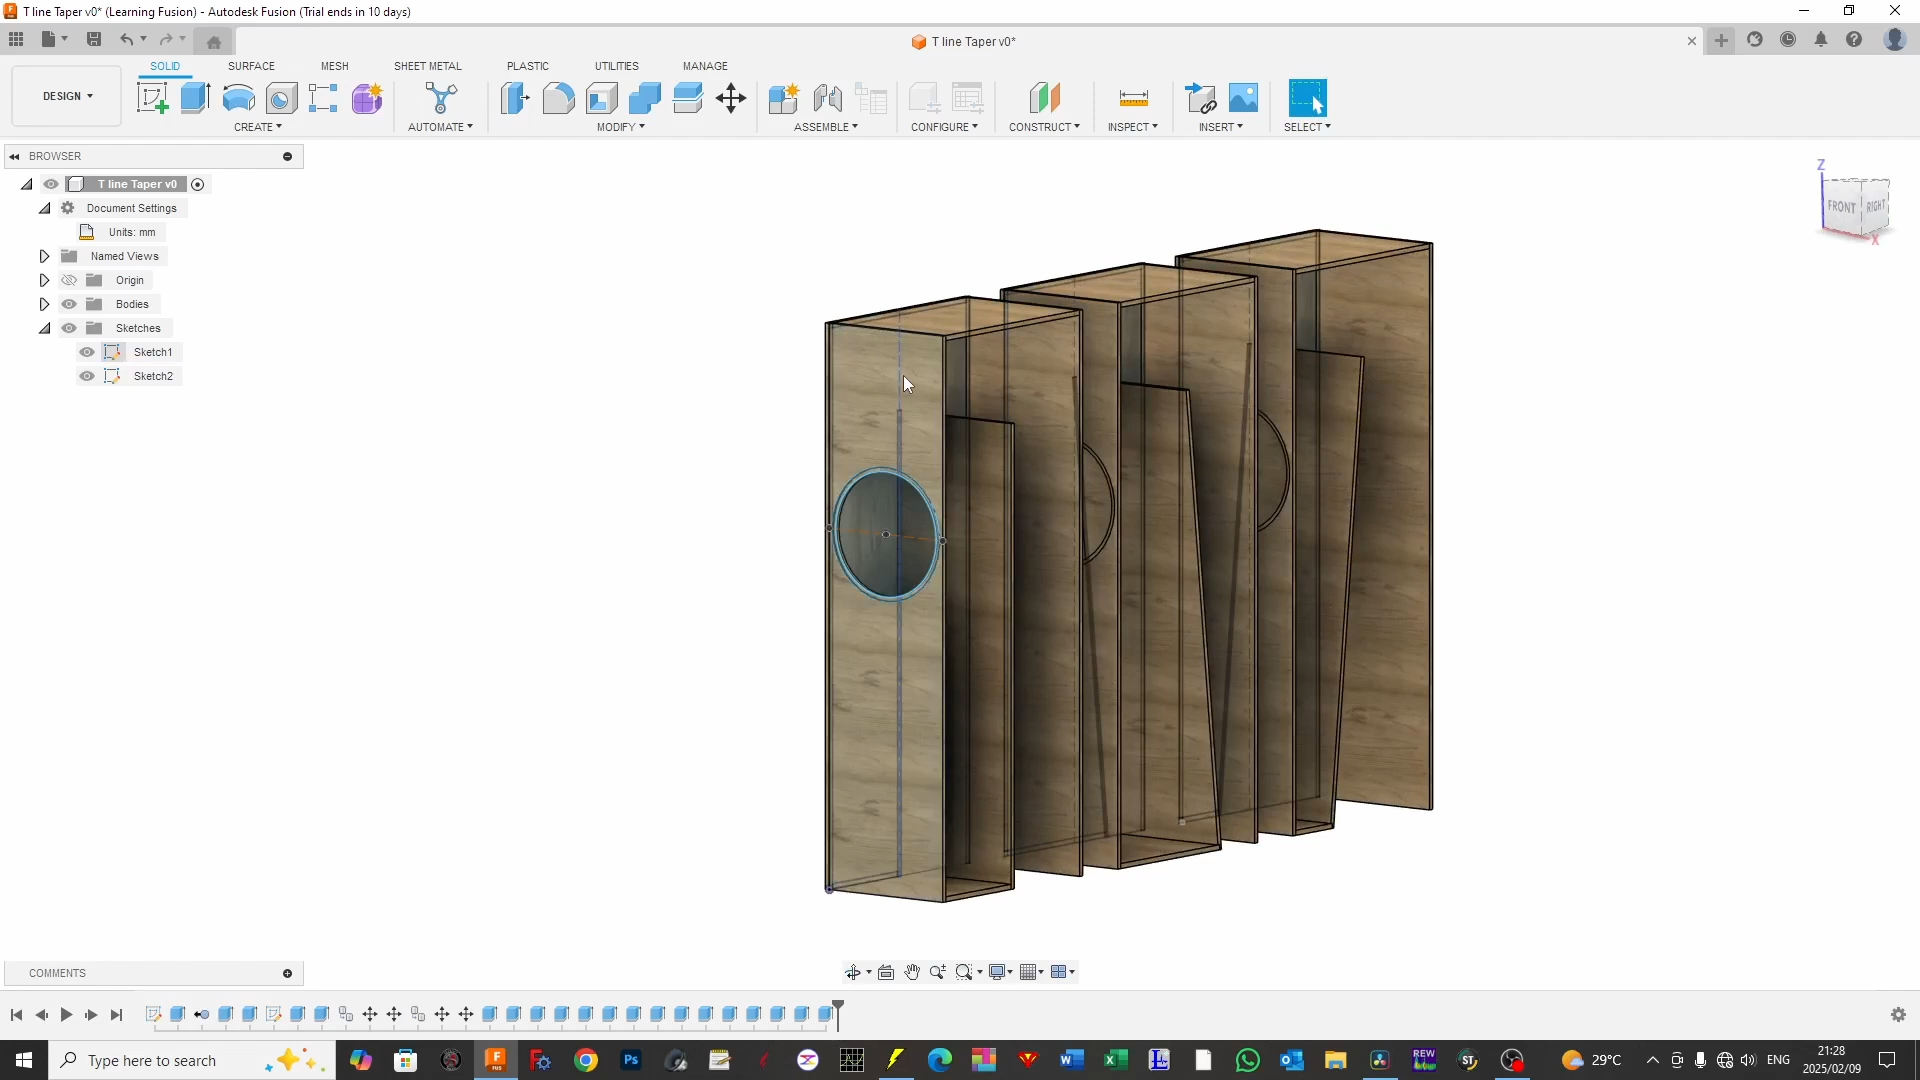 T line Taper v0* (Learning Fusion) - Autodesk Fusion (Trial ends in 10 days)
T line Taper v0*
DESIGN
SOLID
SURFACE
MESH
SHEET METAL
PLASTIC
UTILITIES
MANAGE
CREATE
AUTOMATE
MODIFY
ASSEMBLE
CONFIGURE
CONSTRUCT
INSPECT
INSERT
SELECT
BROWSER
T line Taper v0
Document Settings
Units: mm
Named Views
Origin
Bodies
Sketches
Sketch1
Sketch2
Z
FRONT
RIGHT
X
COMMENTS
Type here to search
29°C
ENG
21:28
2025/02/09